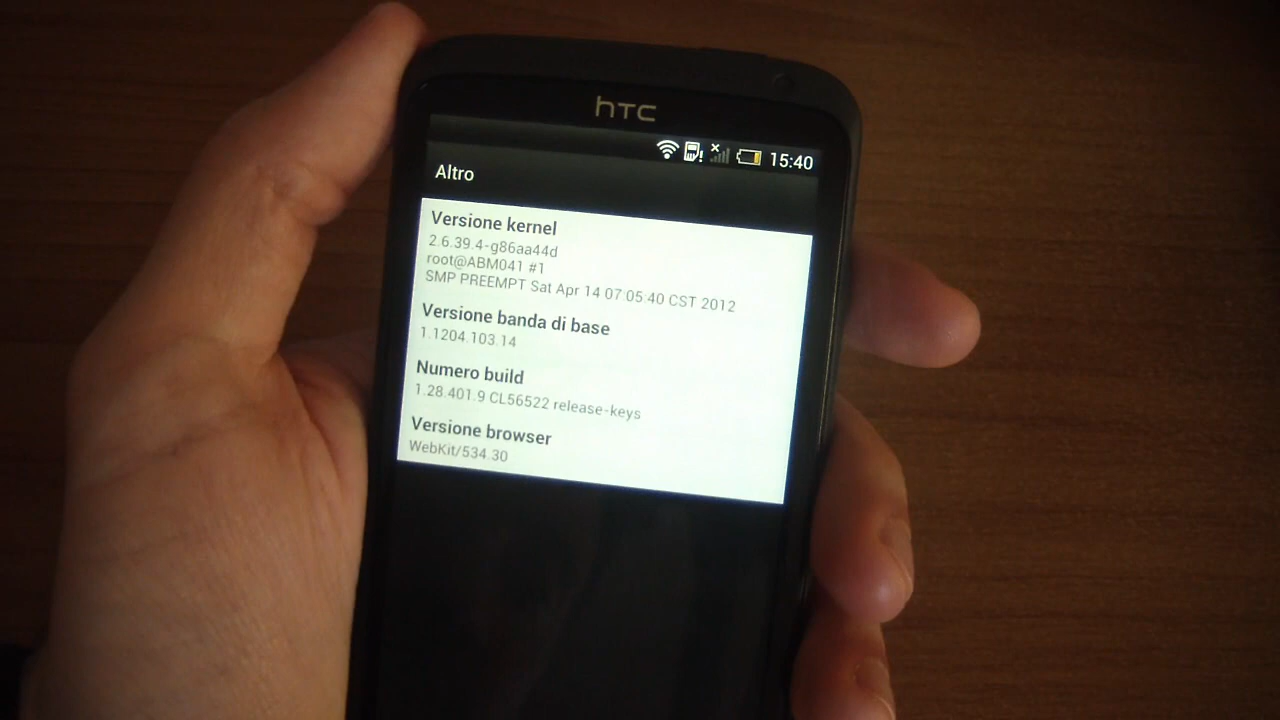 hTC
15:40
Altro
Versione kernel
2.6.39.4-g86aa44d
root@ABM041 #1
SMP PREEMPT Sat Apr 14 07:05:40 CST 2012
Versione banda di base
1.1204.103.14
Numero build
1.28.401.9 CL56522 release-keys
Versione browser
WebKit/534.30